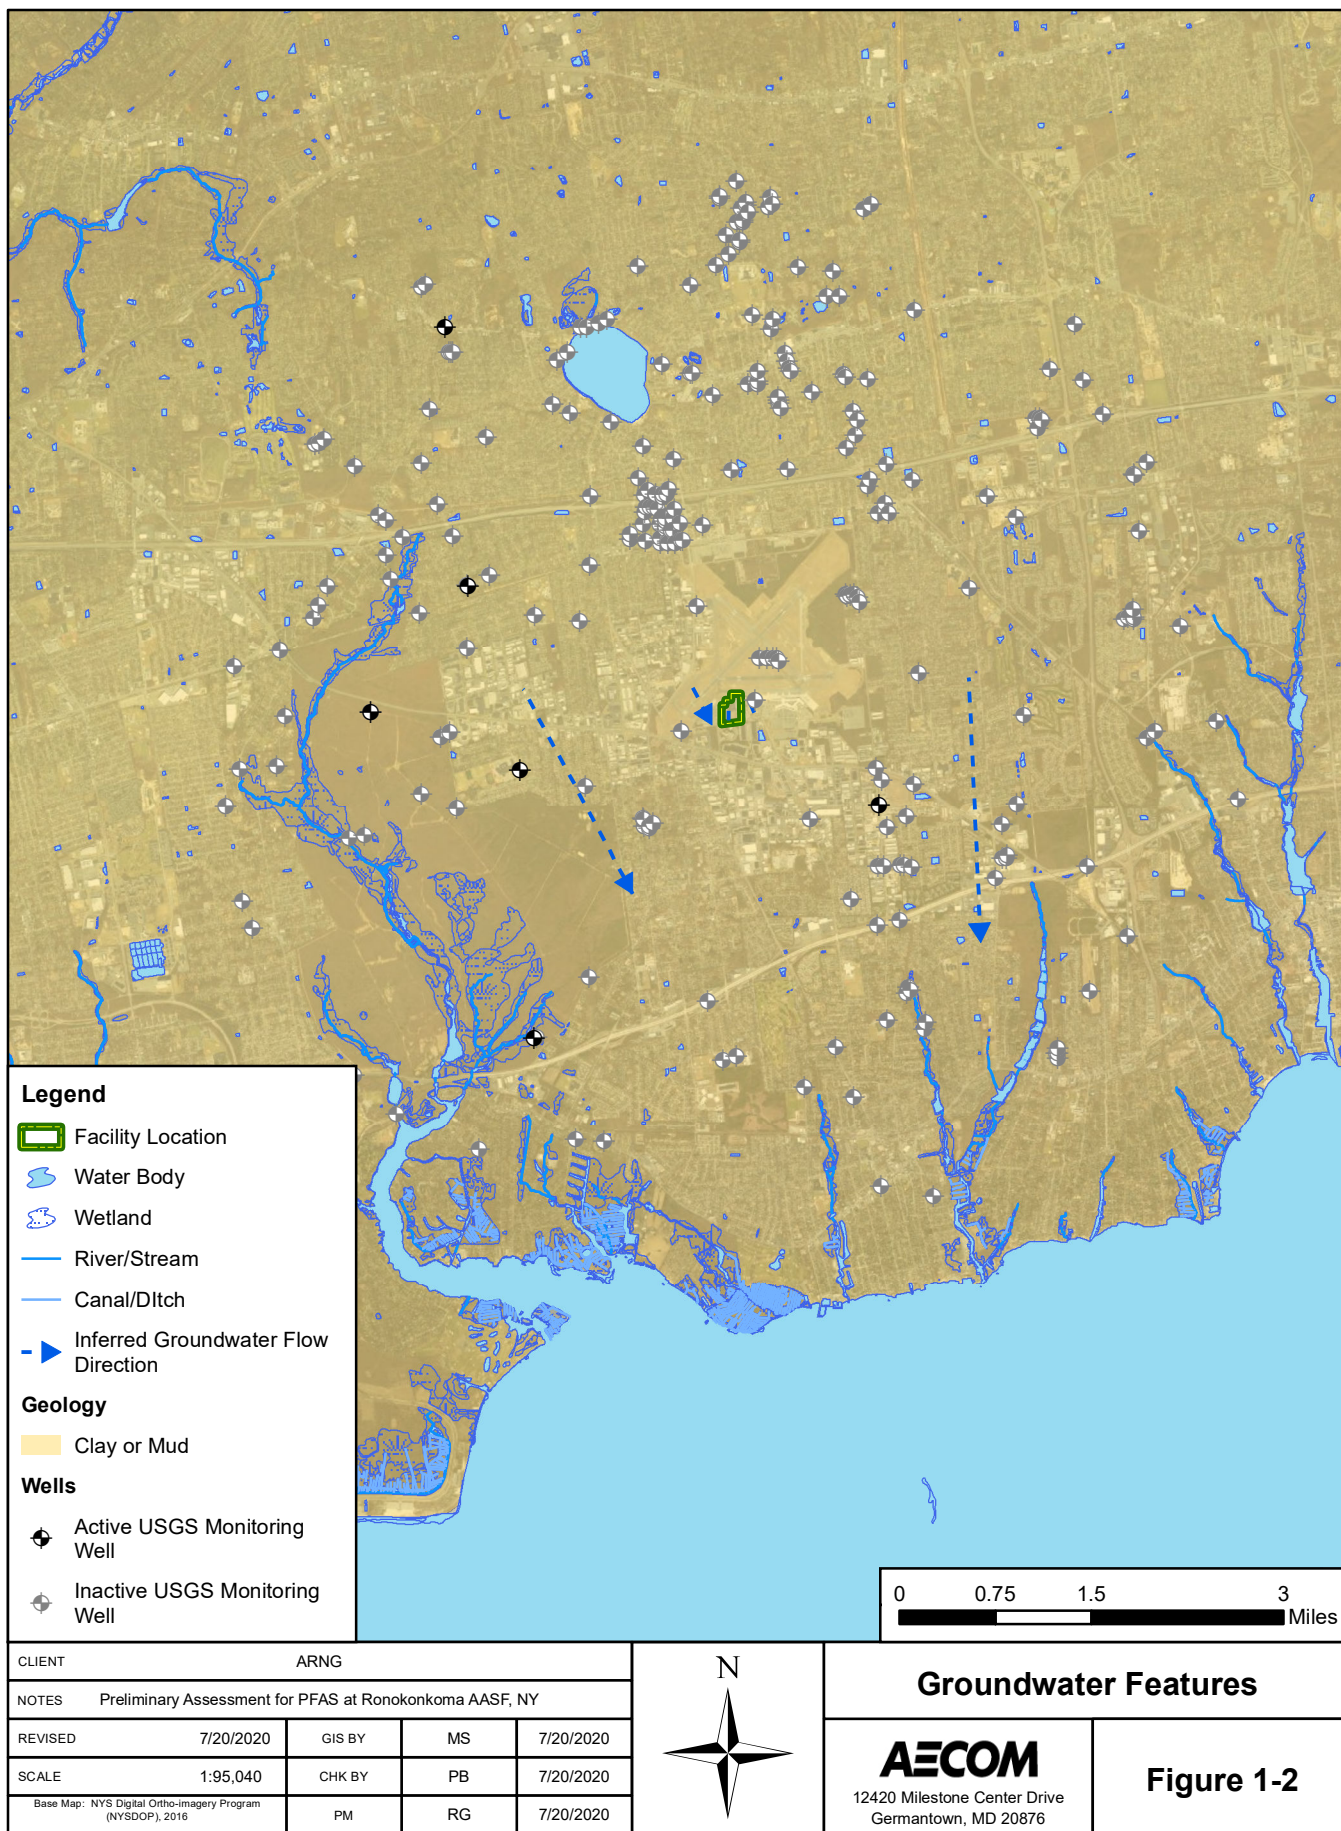 Legend
Facility Location
Water Body
Wetland
River/Stream
Canal/DItch
Inferred Groundwater Flow
Direction
Geology
Clay or Mud
Wells
Active USGS Monitoring
Well
Inactive USGS Monitoring
Well
0 0.75 1.5 3
Miles
CLIENT ARNG
NOTES Preliminary Assessment for PFAS at Ronokonkoma AASF, NY
REVISED 7/20/2020 GIS BY MS 7/20/2020
SCALE 1:95,040 CHK BY PB 7/20/2020
Base Map: NYS Digital Ortho-imagery Program
(NYSDOP), 2016
PM RG 7/20/2020
N
Groundwater Features
AECOM
12420 Milestone Center Drive
Germantown, MD 20876
Figure 1-2